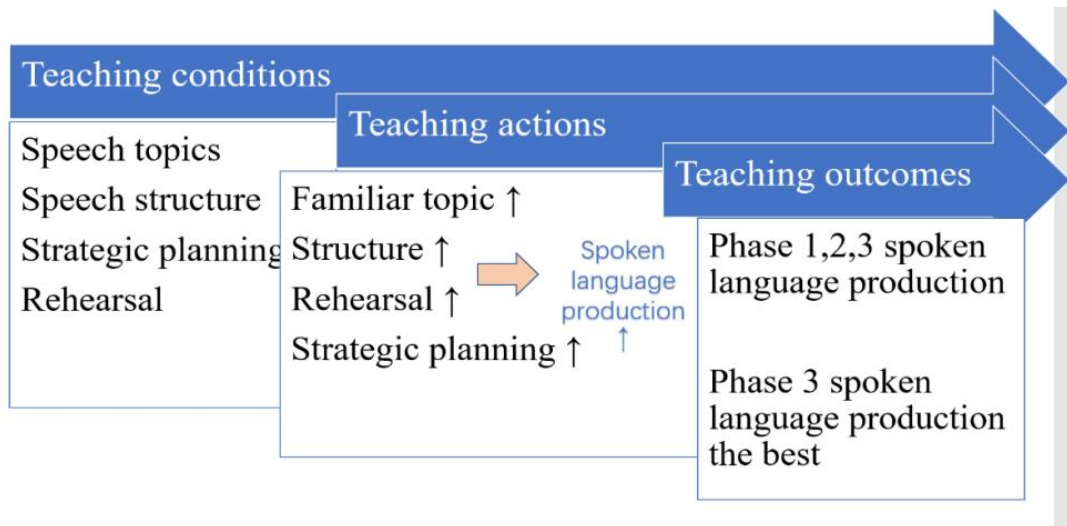 Teaching conditions
Speech topics
Speech structure
Strategic planning
Rehearsal
Teaching actions
Familiar topic ↑
Structure ↑
Rehearsal ↑
Strategic planning ↑
Spoken
language
production
↑
Teaching outcomes
Phase 1,2,3 spoken
language production
Phase 3 spoken
language production
the best